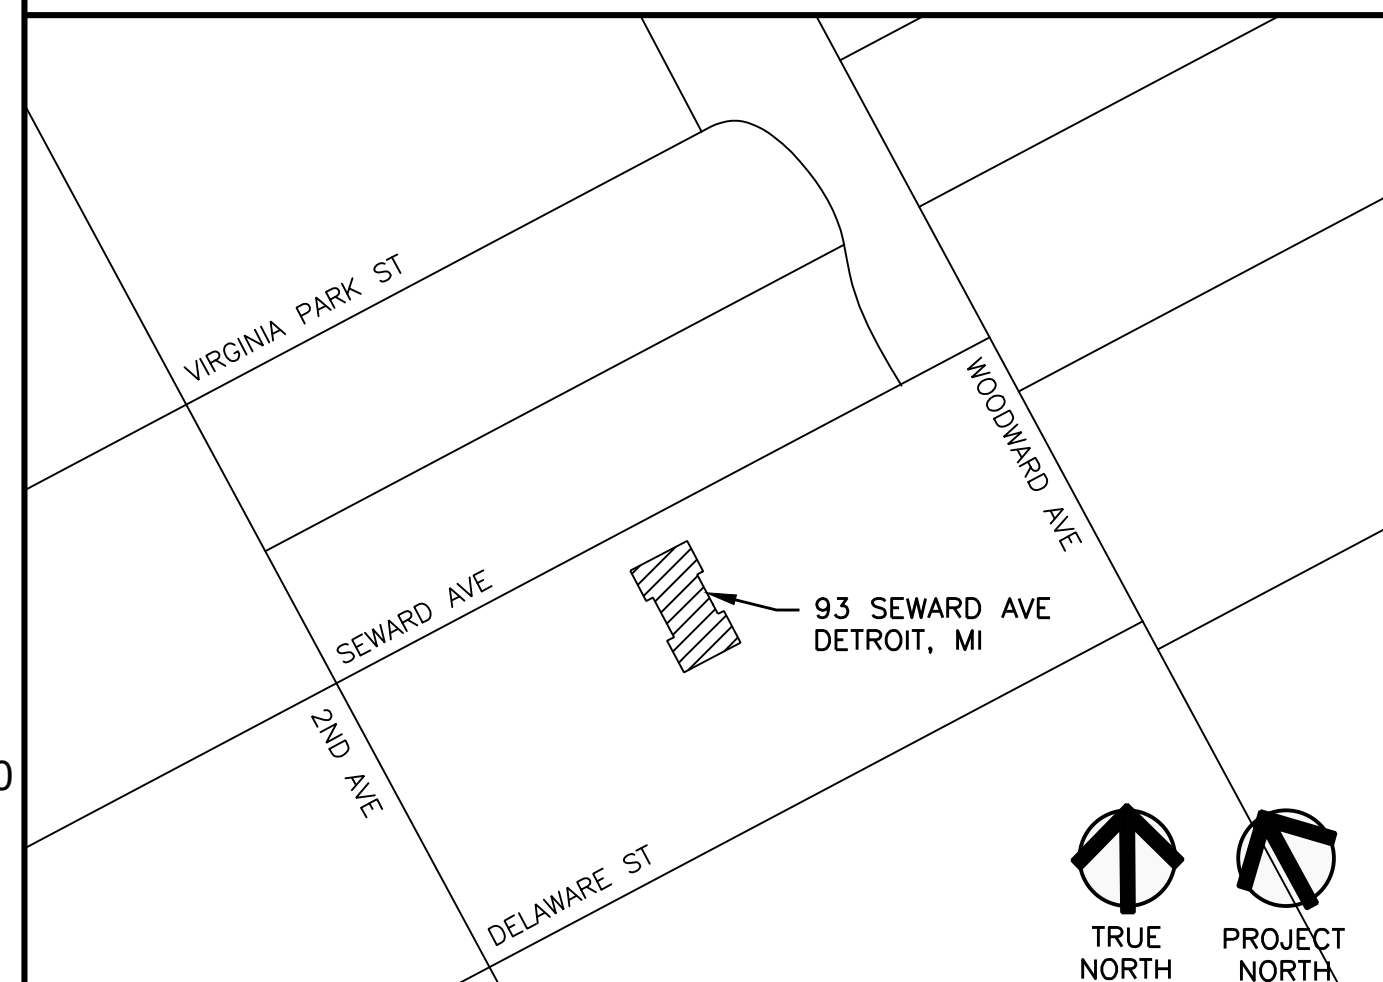 VIRGINIA PARK ST
WOODWARD AVE
SEWARD AVE
93 SEWARD AVE
DETROIT, MI
2ND AVE
0
DELAWARE ST
TRUE
NORTH
PROJECT
NORTH